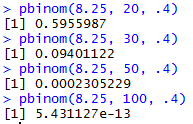 > pbinom(8.25, 20, .4)
[1] 0.5955987
> pbinom(8.25, 30, .4)
[1] 0.09401122
> pbinom(8.25, 50, .4)
[1] 0.0002305229
> pbinom(8.25, 100, .4)
[1] 5.431127e-13